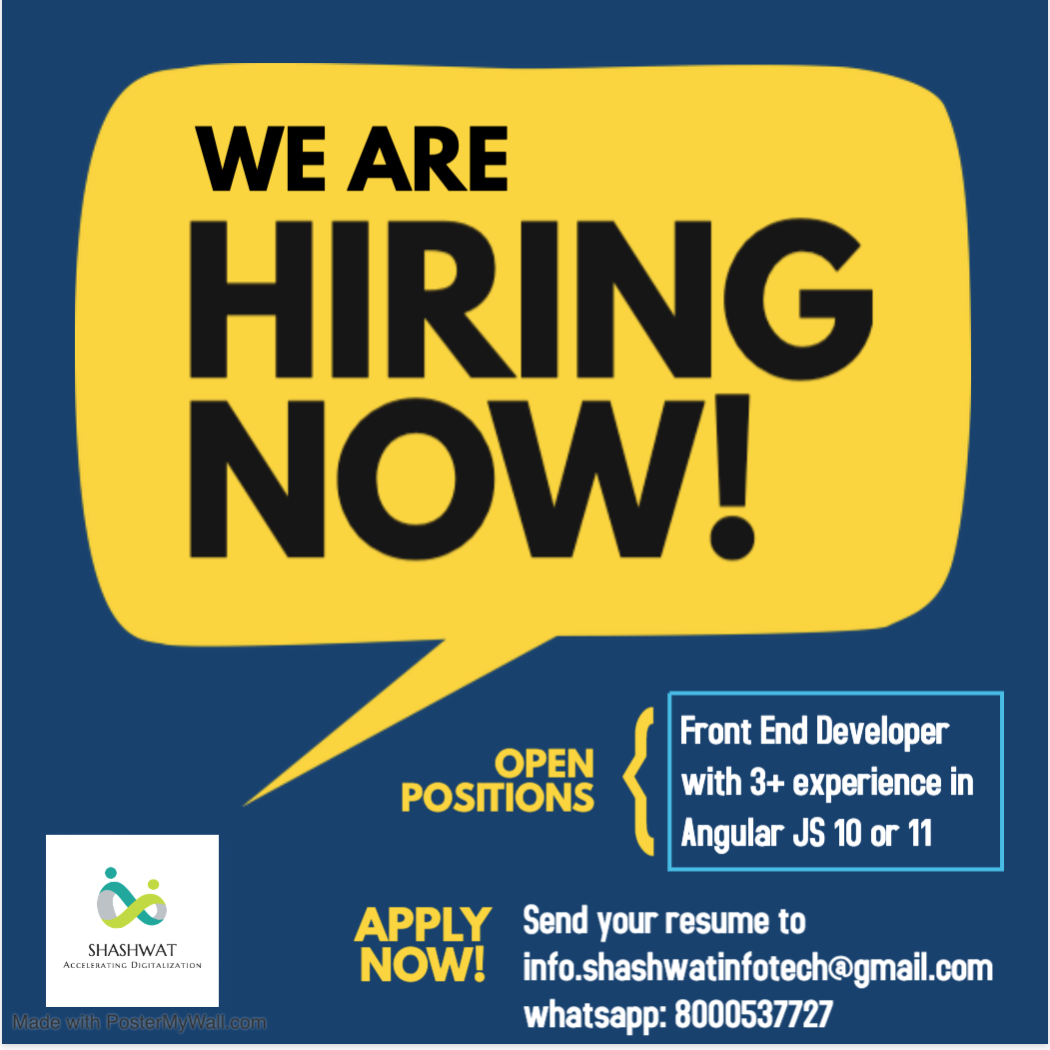 WE ARE
HIRING
NOW!
OPEN
POSITIONS
Front End Developer
with 3+ experience in
Angular JS 10 or 11
APPLY
NOW!
Send your resume to
info.shashwatinfotech@gmail.com
whatsapp: 8000537727
SHASHWAT
ACCELERATING DIGITALIZATION
Made with PosterMyWall.com